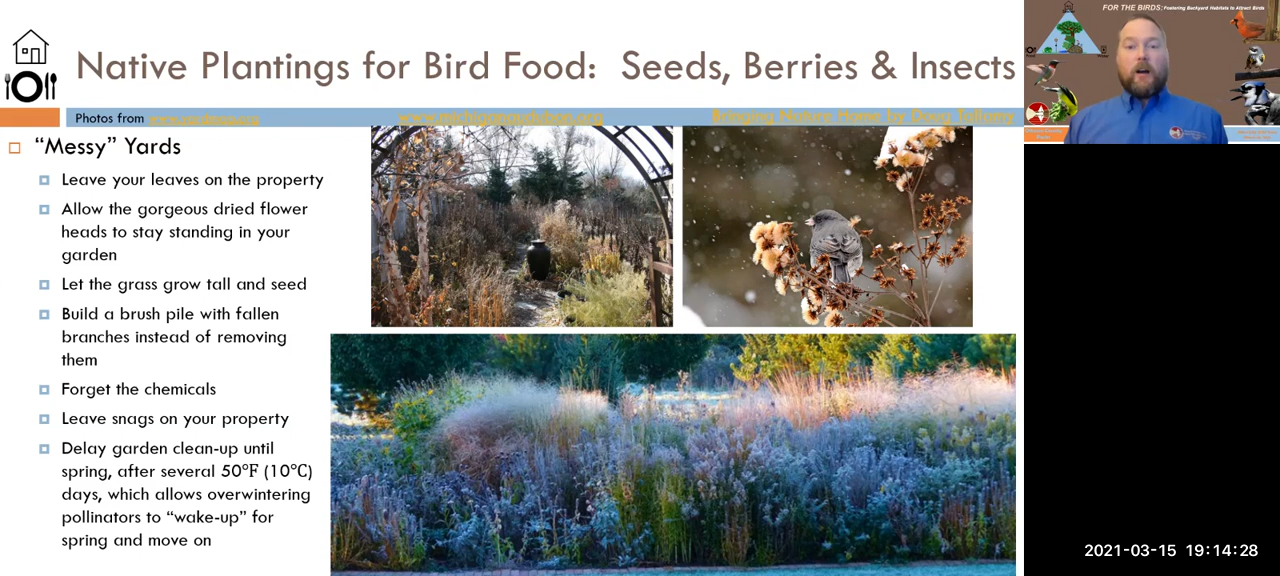 Native Plantings for Bird Food: Seeds, Berries & Insects
Photos from
www.michiganaudubon.org
Bringing Nature Home by Doug Tallamy
“Messy” Yards
Leave your leaves on the property
Allow the gorgeous dried flower
heads to stay standing in your
garden
Let the grass grow tall and seed
Build a brush pile with fallen
branches instead of removing
them
Forget the chemicals
Leave snags on your property
Delay garden clean-up until
spring, after several 50°F (10°C)
days, which allows overwintering
pollinators to “wake-up” for
spring and move on
FOR THE BIRDS: Featuring Backyard Habitats to Attract Birds
2021-03-15 19:14:28